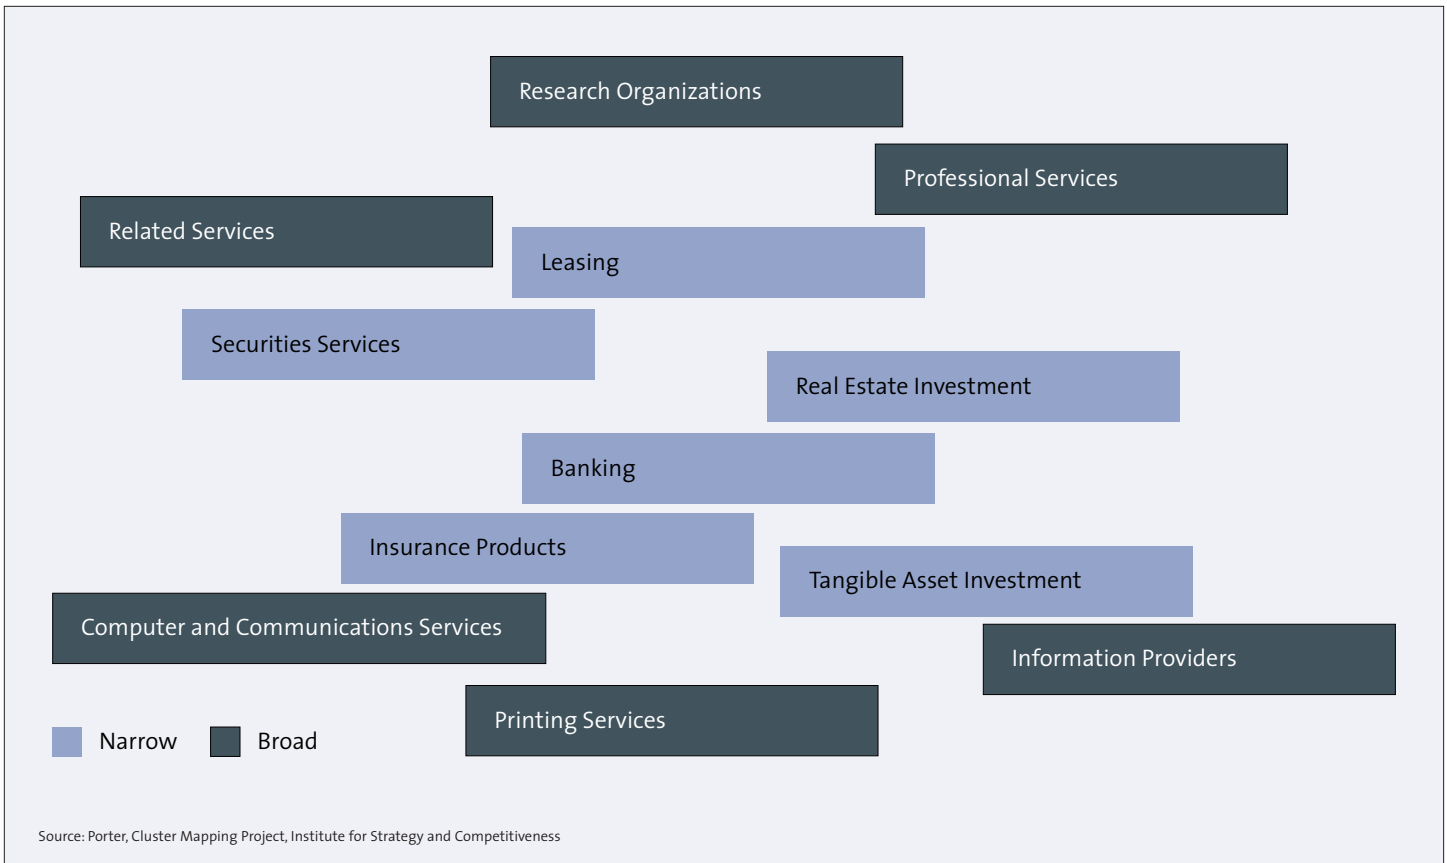 Research Organizations
Professional Services
Related Services
Leasing
Securities Services
Real Estate Investment
Banking
Insurance Products
Tangible Asset Investment
Computer and Communications Services
Information Providers
Printing Services
Narrow
Broad
Source: Porter, Cluster Mapping Project, Institute for Strategy and Competitiveness